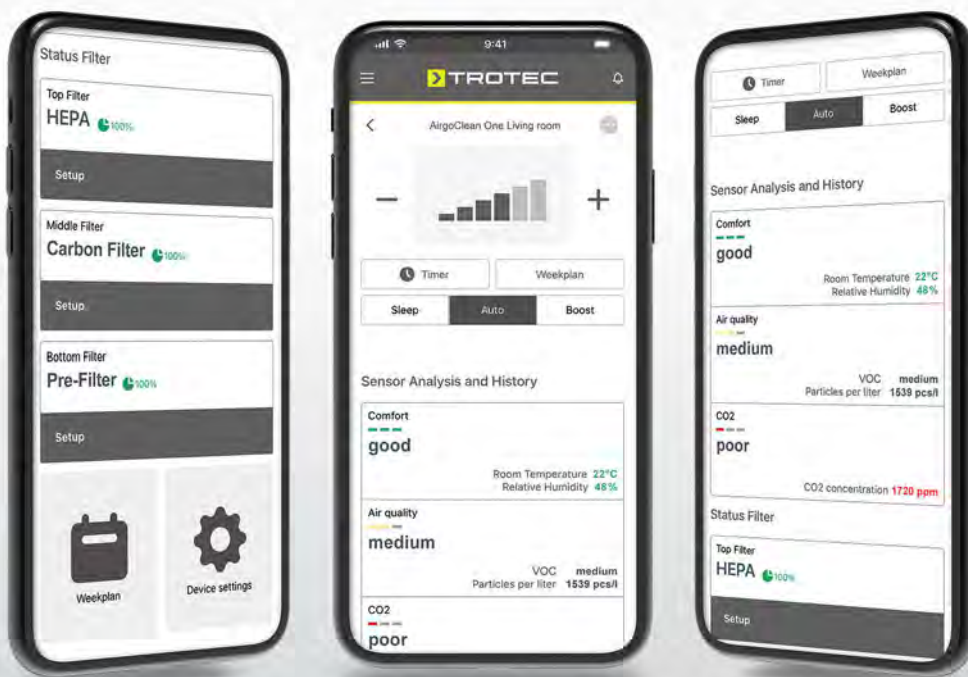 Status Filter
Top Filter
HEPA 100%
Setup
Middle Filter
Carbon Filter 100%
Setup
Bottom Filter
Pre-Filter 100%
Setup
Weekplan
Device settings
9:41
TROTEC
AirgoClean One Living room
Timer
Weekplan
Sleep
Auto
Boost
Sensor Analysis and History
Comfort
good
Room Temperature 22°C
Relative Humidity 48%
Air quality
medium
VOC medium
Particles per liter 1539 pcs/l
CO2
poor
Timer
Weekplan
Sleep
Auto
Boost
Sensor Analysis and History
Comfort
good
Room Temperature 22°C
Relative Humidity 48%
Air quality
medium
VOC medium
Particles per liter 1539 pcs/l
CO2
poor
CO2 concentration 1720 ppm
Status Filter
Top Filter
HEPA 100%
Setup